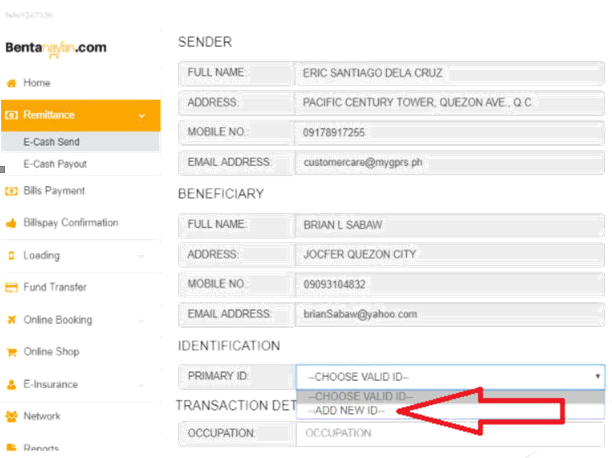 NAVIGATION
Bentanayan.com
Home
Remittance
E-Cash Send
E-Cash Payout
Bills Payment
Billspay Confirmation
Loading
Fund Transfer
Online Booking
Online Shop
E-Insurance
Network
Reports
SENDER
FULL NAME: ERIC SANTIAGO DELA CRUZ
ADDRESS: PACIFIC CENTURY TOWER, QUEZON AVE., Q.C.
MOBILE NO.: 09178917255
EMAIL ADDRESS: customercare@mygprs.ph
BENEFICIARY
FULL NAME: BRIAN L SABAW
ADDRESS: JOCFER QUEZON CITY
MOBILE NO.: 09093104832
EMAIL ADDRESS: brianSabaw@yahoo.com
IDENTIFICATION
PRIMARY ID: --CHOOSE VALID ID--
--CHOOSE VALID ID--
--ADD NEW ID--
TRANSACTION DET
OCCUPATION: OCCUPATION